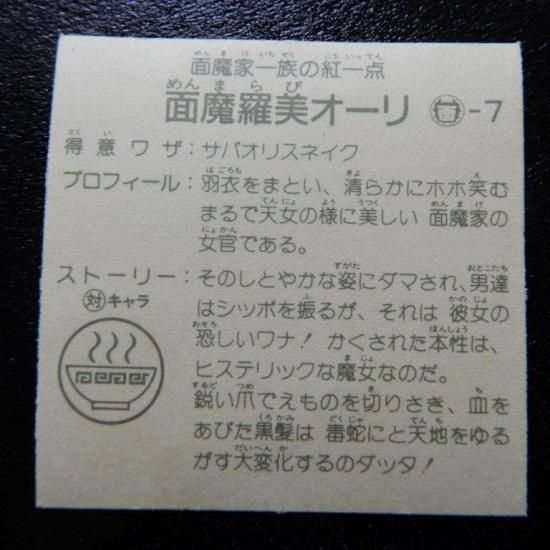 面魔家一族の紅一点
面魔羅美オーリ 面-7
得意ワザ:サバオリスネイク
プロフィール:羽衣をまとい、清らかにホホ笑む
まるで天女の様に美しい 面魔家の
女官である。
ストーリー:そのしとやかな姿にダマされ、男達
対キャラ はシッポを振るが、それは 彼女の
恐しいワナ! かくされた本性は、
ヒステリックな魔女なのだ。
鋭い爪でえものを切りさき、血を
あびた黒髪は 毒蛇にと天地をゆる
がす大変化するのダッタ!